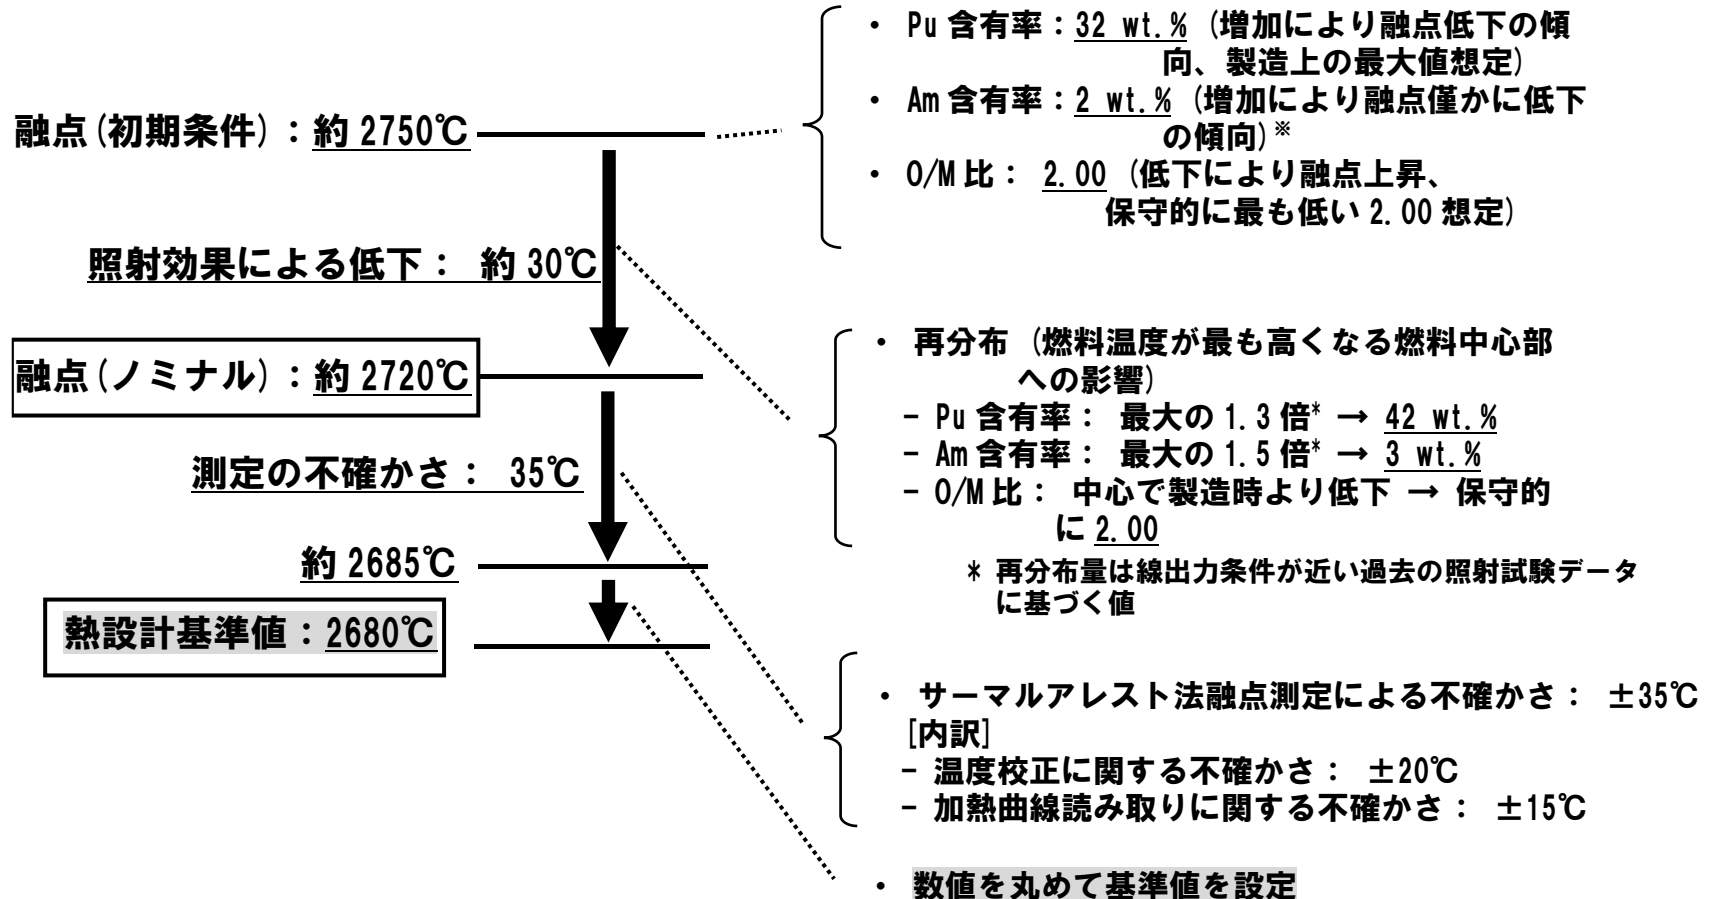 融点(初期条件)：約 2750℃
照射効果による低下： 約 30℃
融点(ノミナル)：約 2720℃
測定の不確かさ： 35℃
約 2685℃
熱設計基準値：2680℃
・ Pu 含有率：32 wt.% (増加により融点低下の傾
向、製造上の最大値想定)
・ Am 含有率：2 wt.% (増加により融点僅かに低下
の傾向)※
・ O/M 比： 2.00 (低下により融点上昇、
保守的に最も低い 2.00 想定)
・ 再分布 (燃料温度が最も高くなる燃料中心部
への影響)
- Pu 含有率： 最大の 1.3 倍* → 42 wt.%
- Am 含有率： 最大の 1.5 倍* → 3 wt.%
- O/M 比： 中心で製造時より低下 → 保守的
に 2.00
* 再分布量は線出力条件が近い過去の照射試験データ
に基づく値
・ サーマルアレスト法融点測定による不確かさ： ±35℃
[内訳]
- 温度校正に関する不確かさ： ±20℃
- 加熱曲線読み取りに関する不確かさ： ±15℃
・ 数値を丸めて基準値を設定